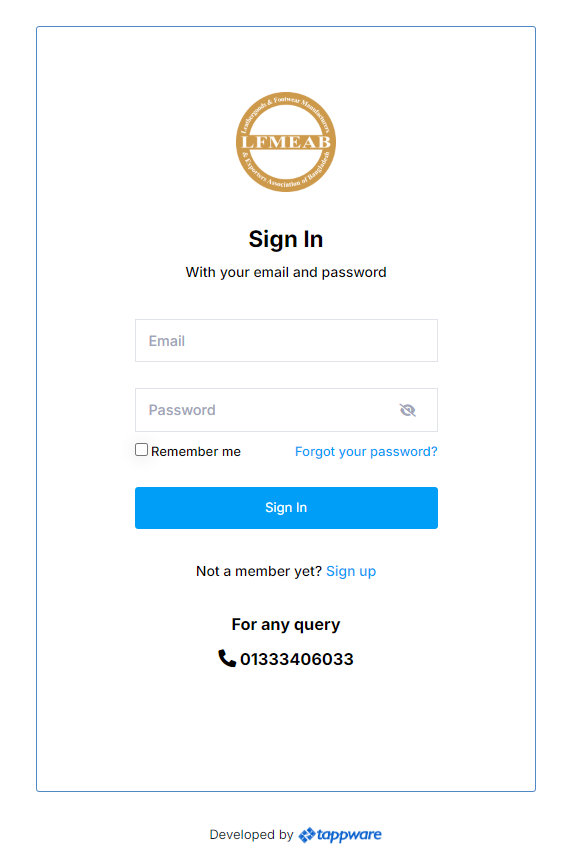 Leathergoods & Footwear Manufacturers
LFMEAB
& Exporters Association of Bangladesh
Sign In
With your email and password
Email
Password
Remember me
Forgot your password?
Sign In
Not a member yet? Sign up
For any query
01333406033
Developed by tappware